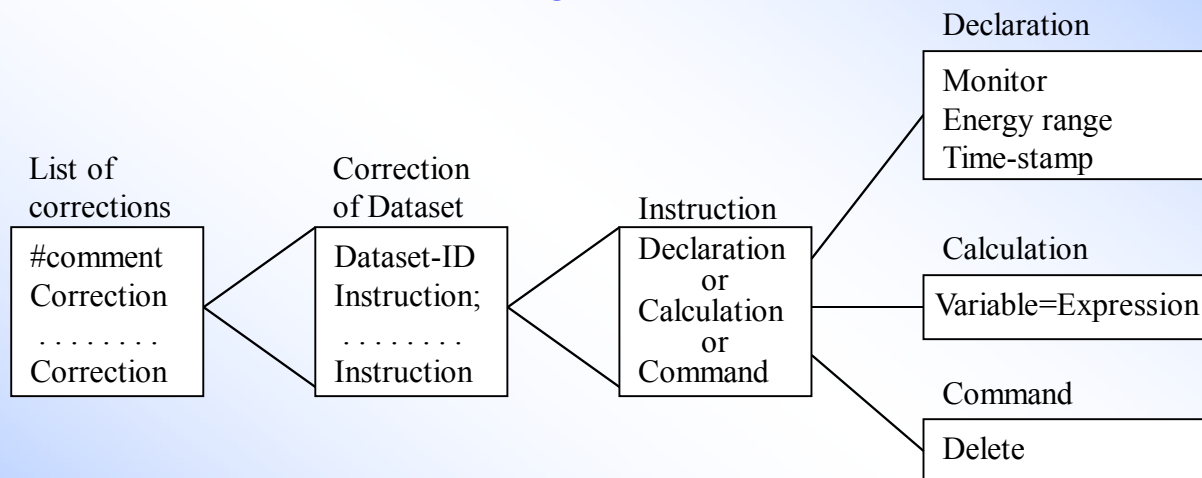 List of
corrections
#comment
Correction
. . . . . . . .
Correction
Correction
of Dataset
Dataset-ID
Instruction;
. . . . . . . .
Instruction
Instruction
Declaration
or
Calculation
or
Command
Declaration
Monitor
Energy range
Time-stamp
Calculation
Variable=Expression
Command
Delete